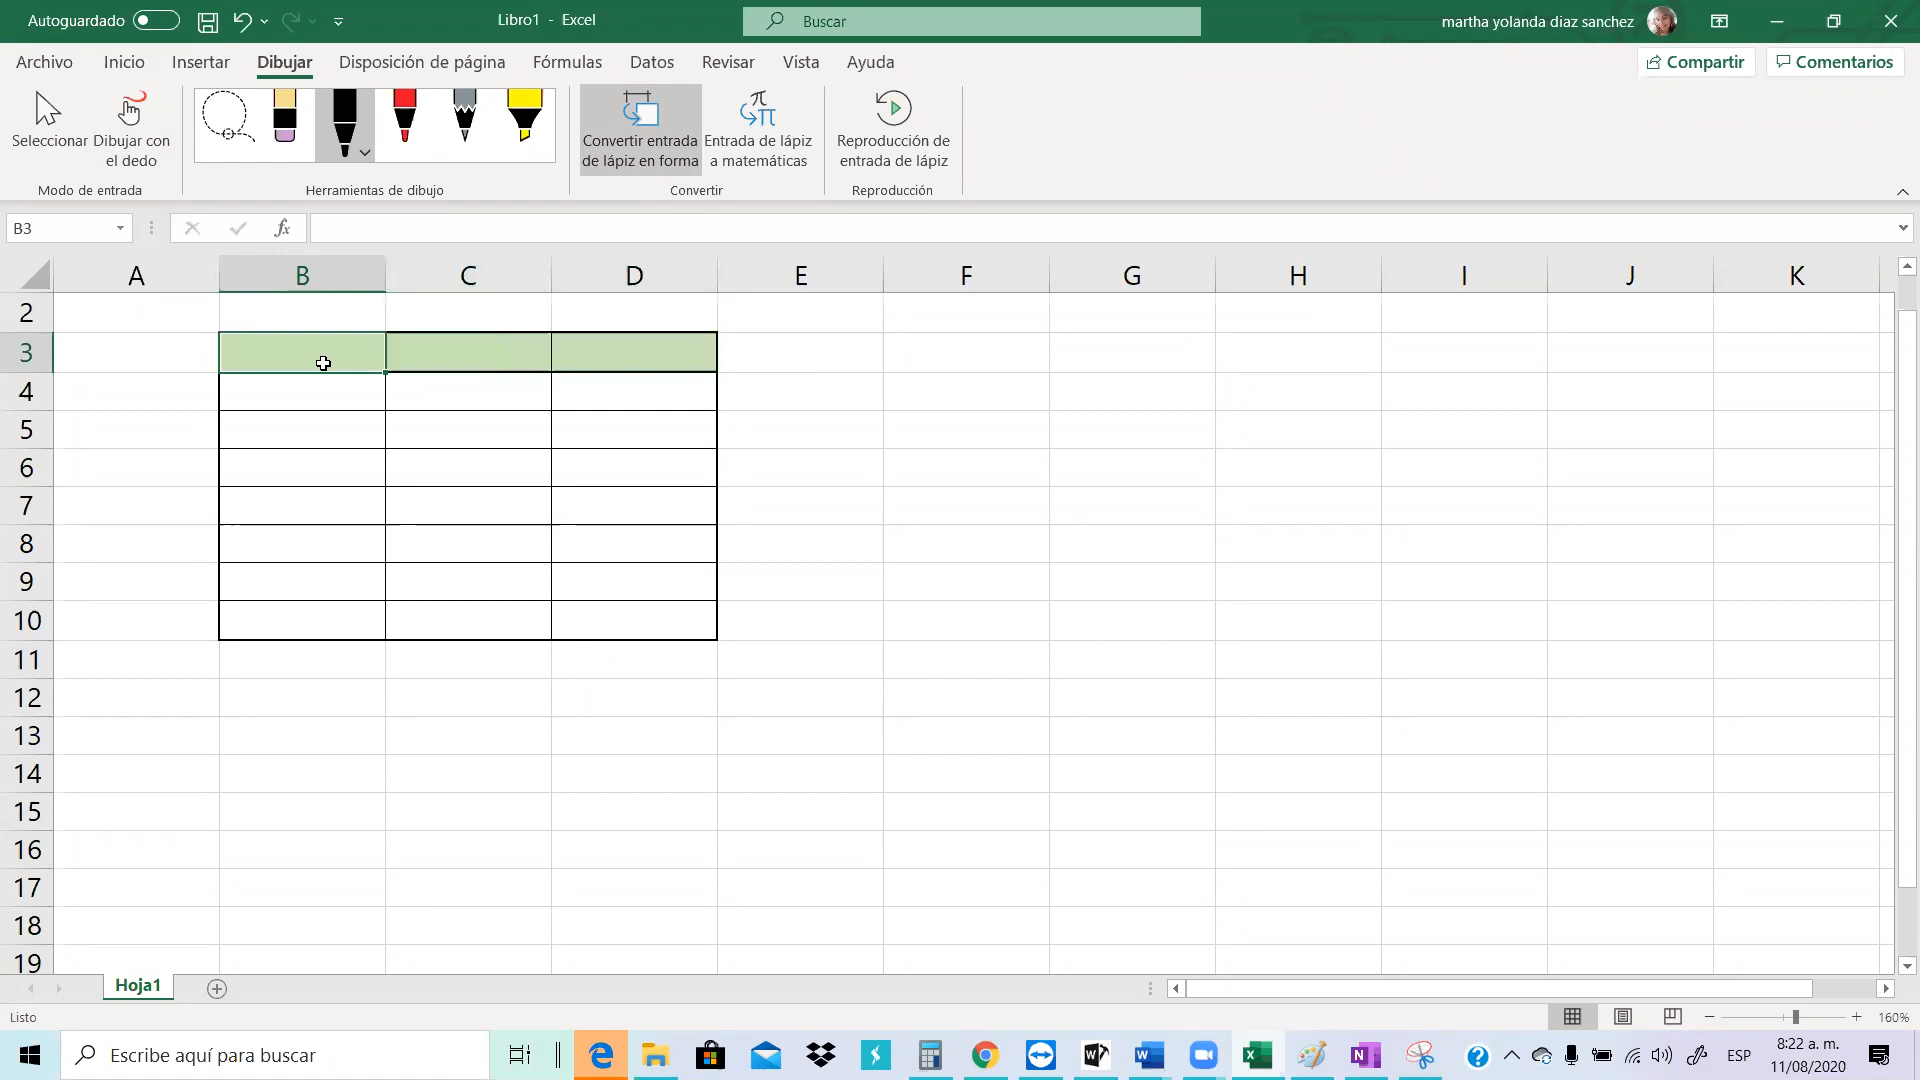 Autoguardado
Libro1 - Excel
Buscar
martha yolanda diaz sanchez
Archivo Inicio Insertar Dibujar Disposición de página Fórmulas Datos Revisar Vista Ayuda
Compartir
Comentarios
Seleccionar
Dibujar con
el dedo
Modo de entrada
Herramientas de dibujo
Convertir entrada
de lápiz en forma
Entrada de lápiz
a matemáticas
Convertir
Reproducción de
entrada de lápiz
Reproducción
B3
fx
A B C D E F G H I J K
2
3
4
5
6
7
8
9
10
11
12
13
14
15
16
17
18
19
Hoja1
Listo
160%
Escribe aquí para buscar
ESP
8:22 a. m.
11/08/2020